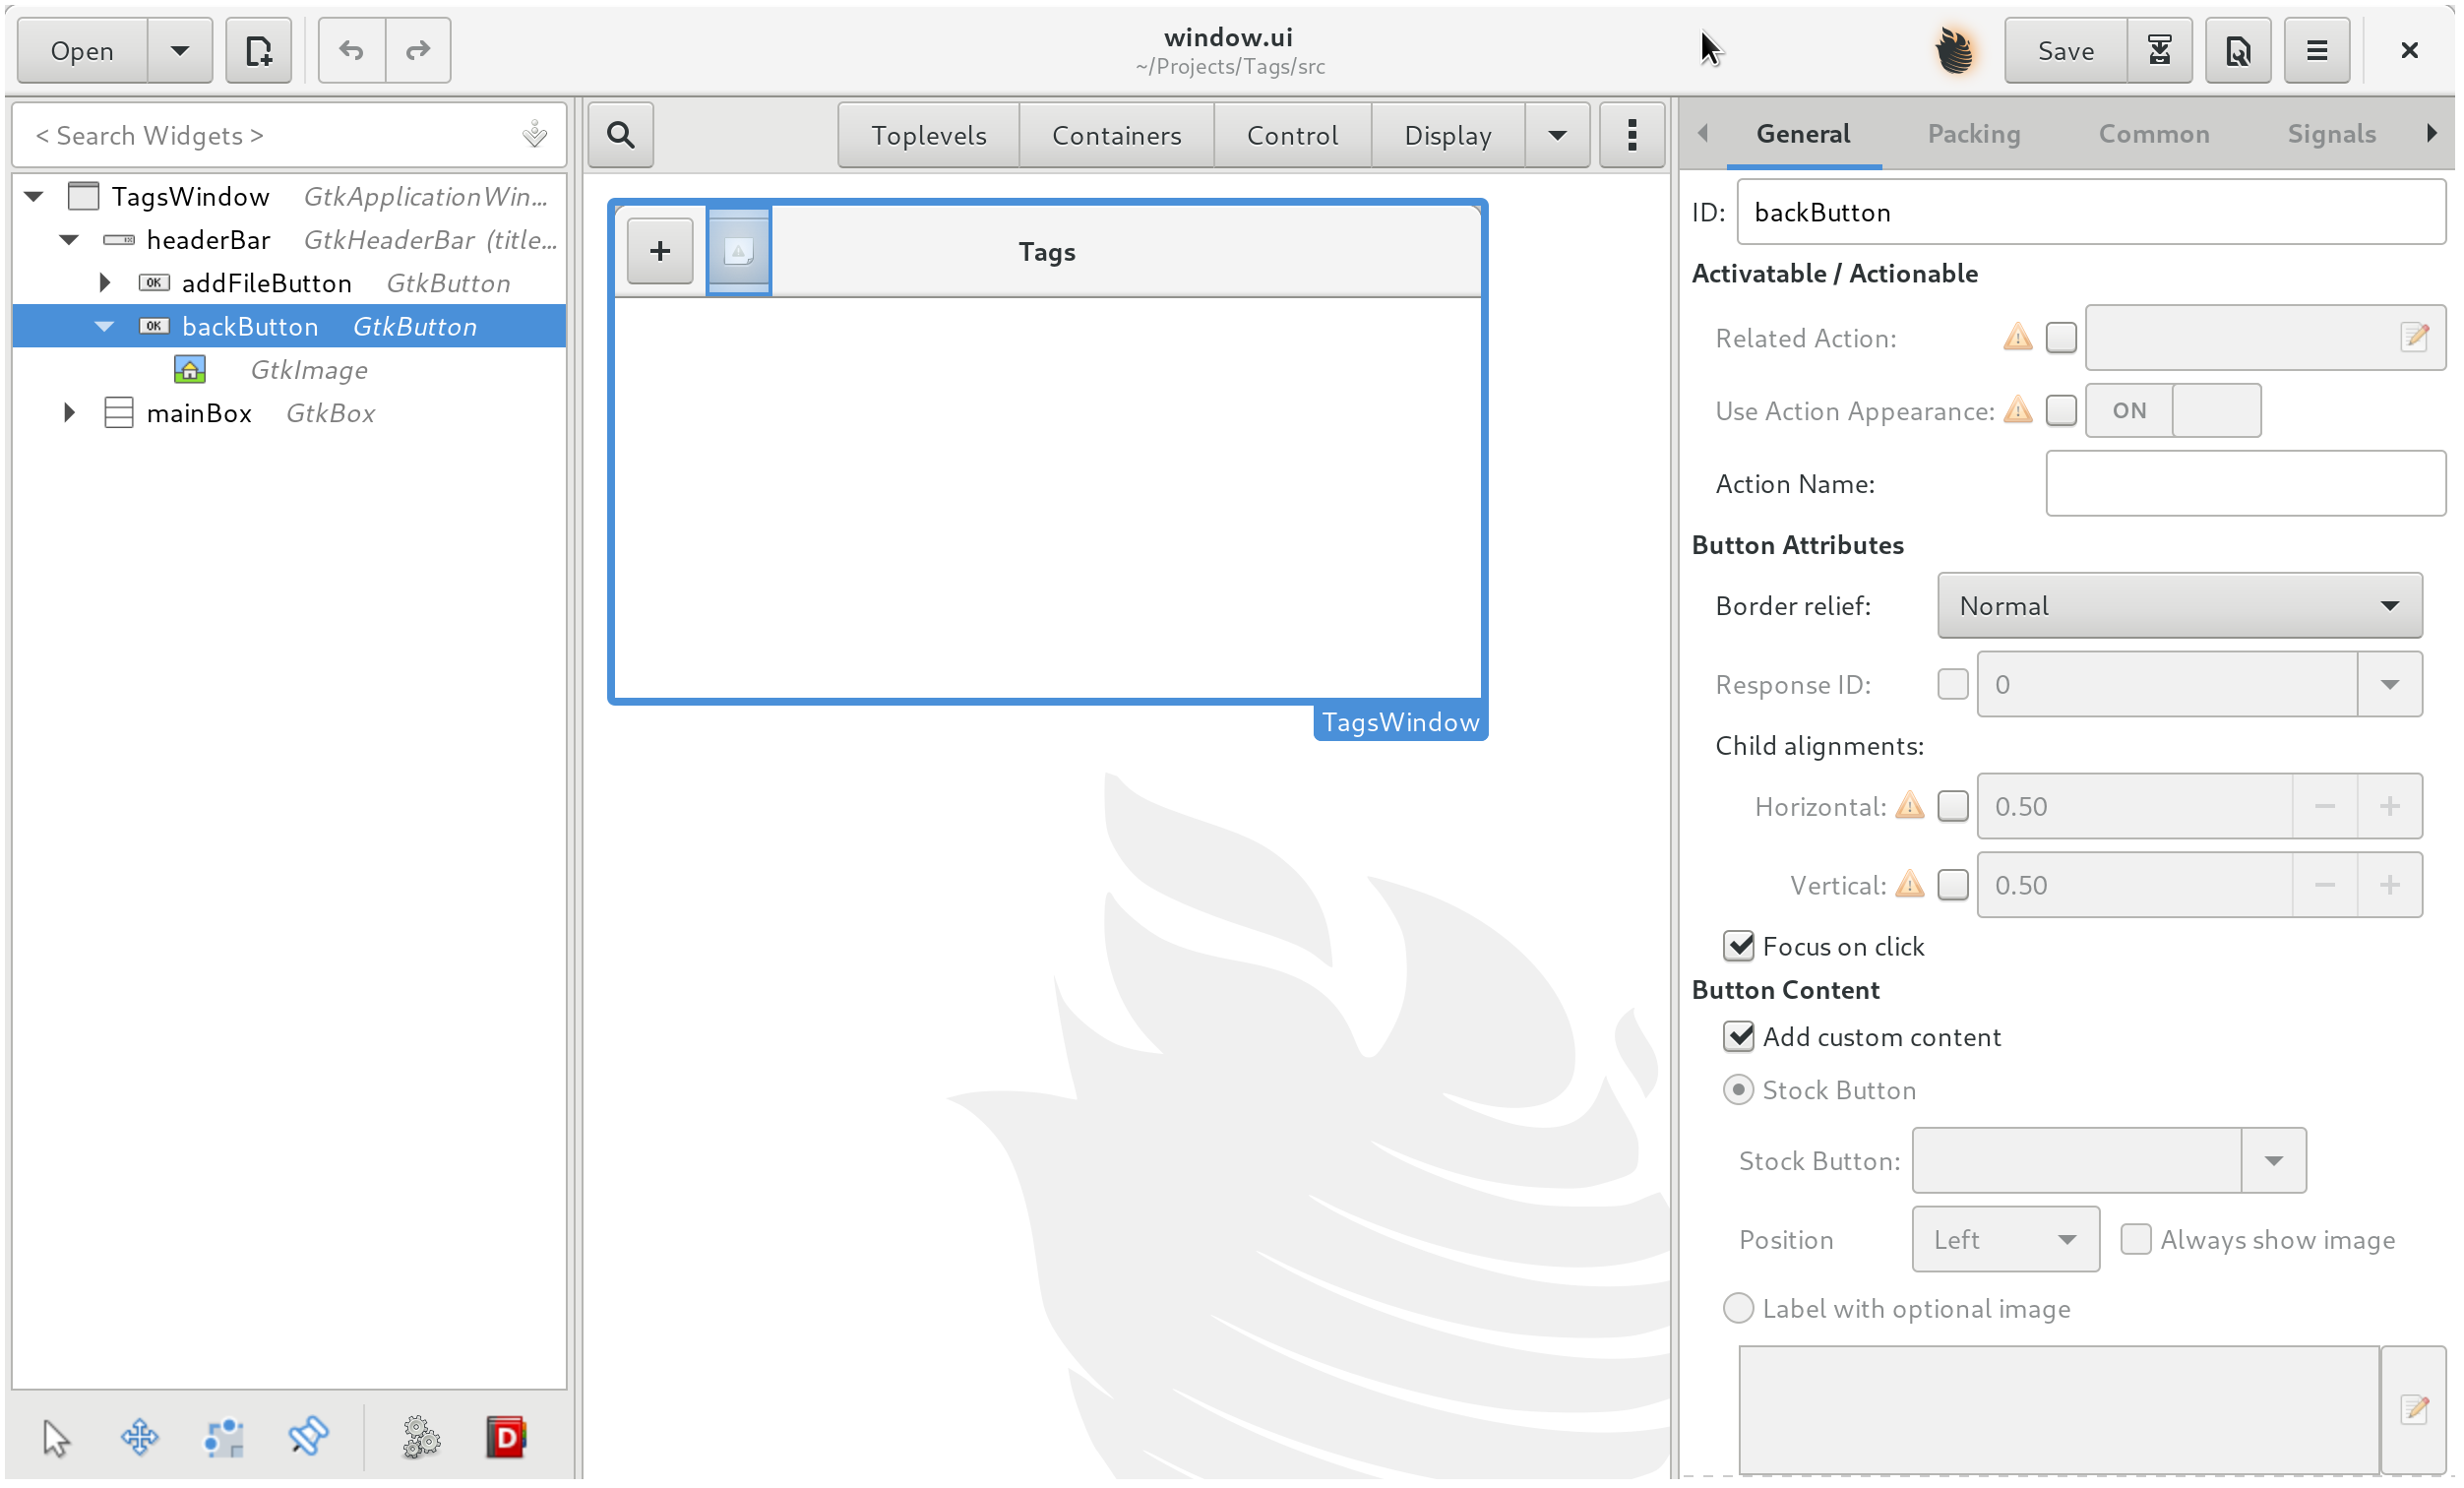 Open
window.ui
~/Projects/Tags/src
Save
< Search Widgets >
TagsWindow GtkApplicationWin...
headerBar GtkHeaderBar (title...
OK addFileButton GtkButton
OK backButton GtkButton
GtkImage
mainBox GtkBox
D
Toplevels Containers Control Display
+ Tags
TagsWindow
General Packing Common Signals
ID: backButton
Activatable / Actionable
Related Action:
Use Action Appearance: ON
Action Name:
Button Attributes
Border relief: Normal
Response ID: 0
Child alignments:
Horizontal: 0.50 − +
Vertical: 0.50 − +
Focus on click
Button Content
Add custom content
Stock Button
Stock Button:
Position Left Always show image
Label with optional image